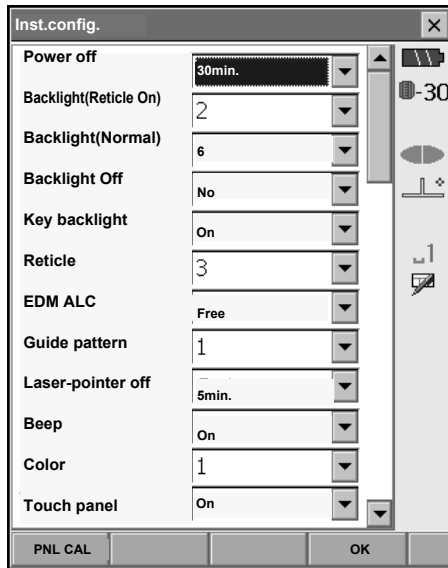 Inst.config.
Power off 30min.
-30
Backlight(Reticle On) 2
Backlight(Normal) 6
Backlight Off No
Key backlight On
Reticle 3
1
EDM ALC Free
Guide pattern 1
Laser-pointer off 5min.
Beep On
Color 1
Touch panel On
PNL CAL OK